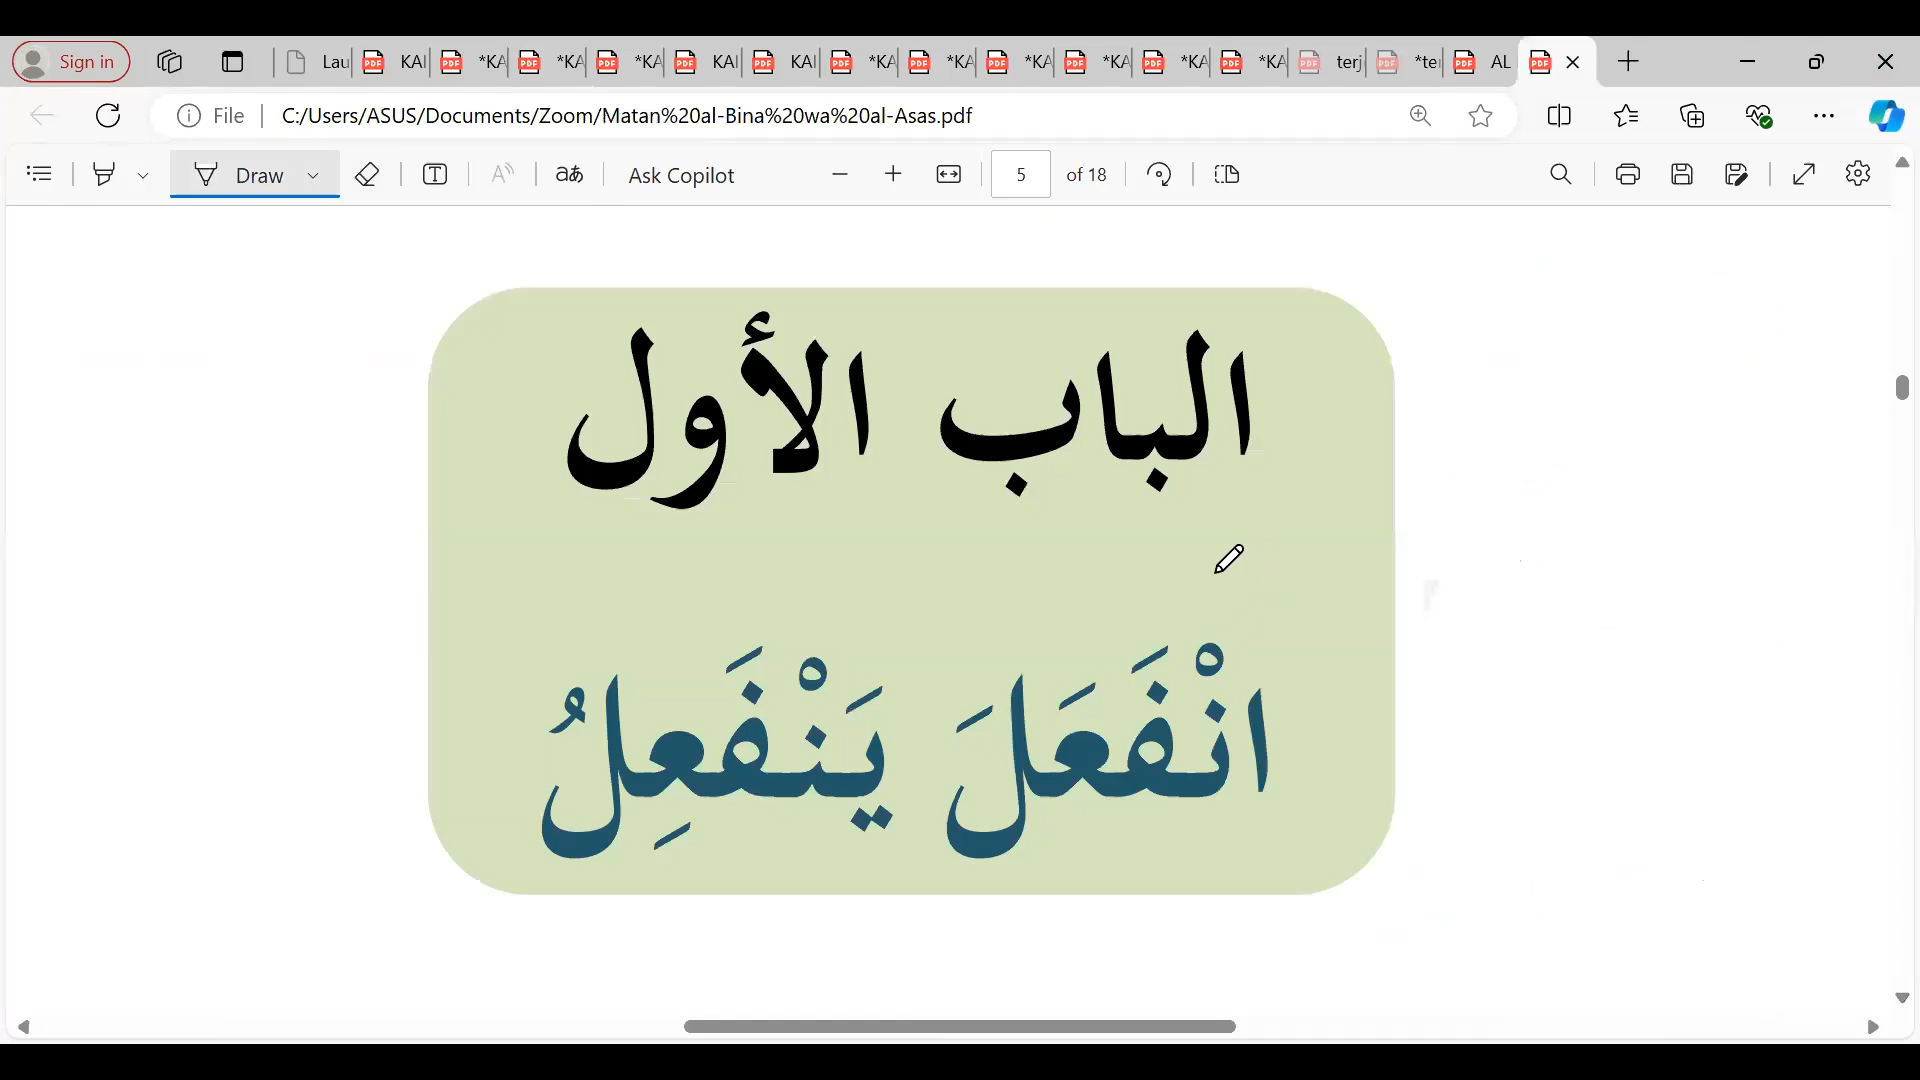 Sign in Lau KAI *KA *KA *KA KAI KAI *KA *KA *KA *KA *KA *KA terj *te AL
File C:/Users/ASUS/Documents/Zoom/Matan%20al-Bina%20wa%20al-Asas.pdf
Draw aあ Ask Copilot 5 of 18
الباب الأول
انْفَعَلَ يَنْفَعِلُ